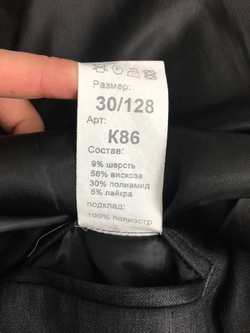 Размер:
30/128
Арт:
К86
Состав:
9% шерсть
56% вискоза
30% полиамид
5% лайкра
подклад:
100% полиэстр